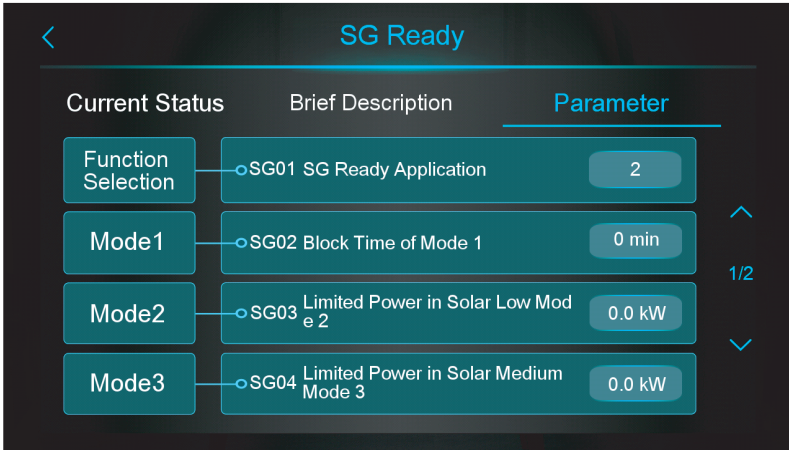 SG Ready
Current Status Brief Description Parameter
Function
Selection
SG01 SG Ready Application 2
Mode1 SG02 Block Time of Mode 1 0 min
Mode2 SG03 Limited Power in Solar Low Mod
e 2 0.0 kW
Mode3 SG04 Limited Power in Solar Medium
Mode 3 0.0 kW
1/2